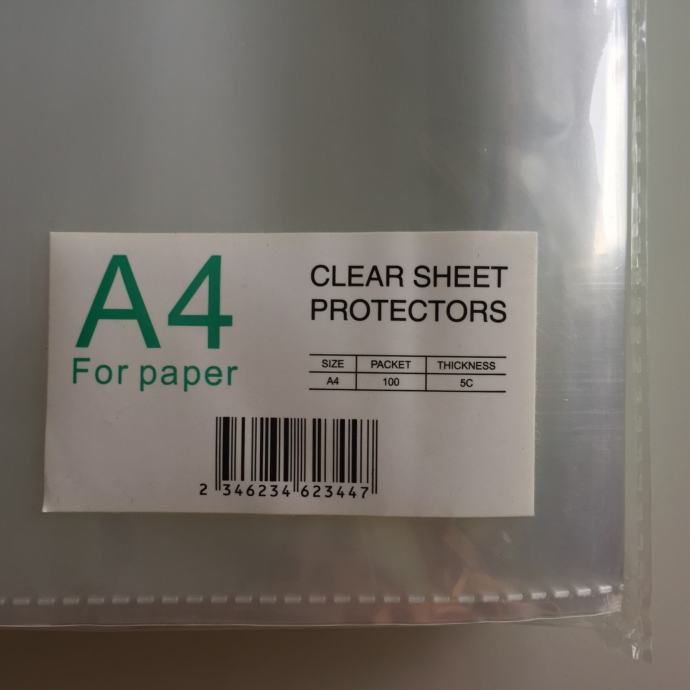 A4
For paper
CLEAR SHEET
PROTECTORS
SIZE PACKET THICKNESS
A4 100 5C
2 346234 623447